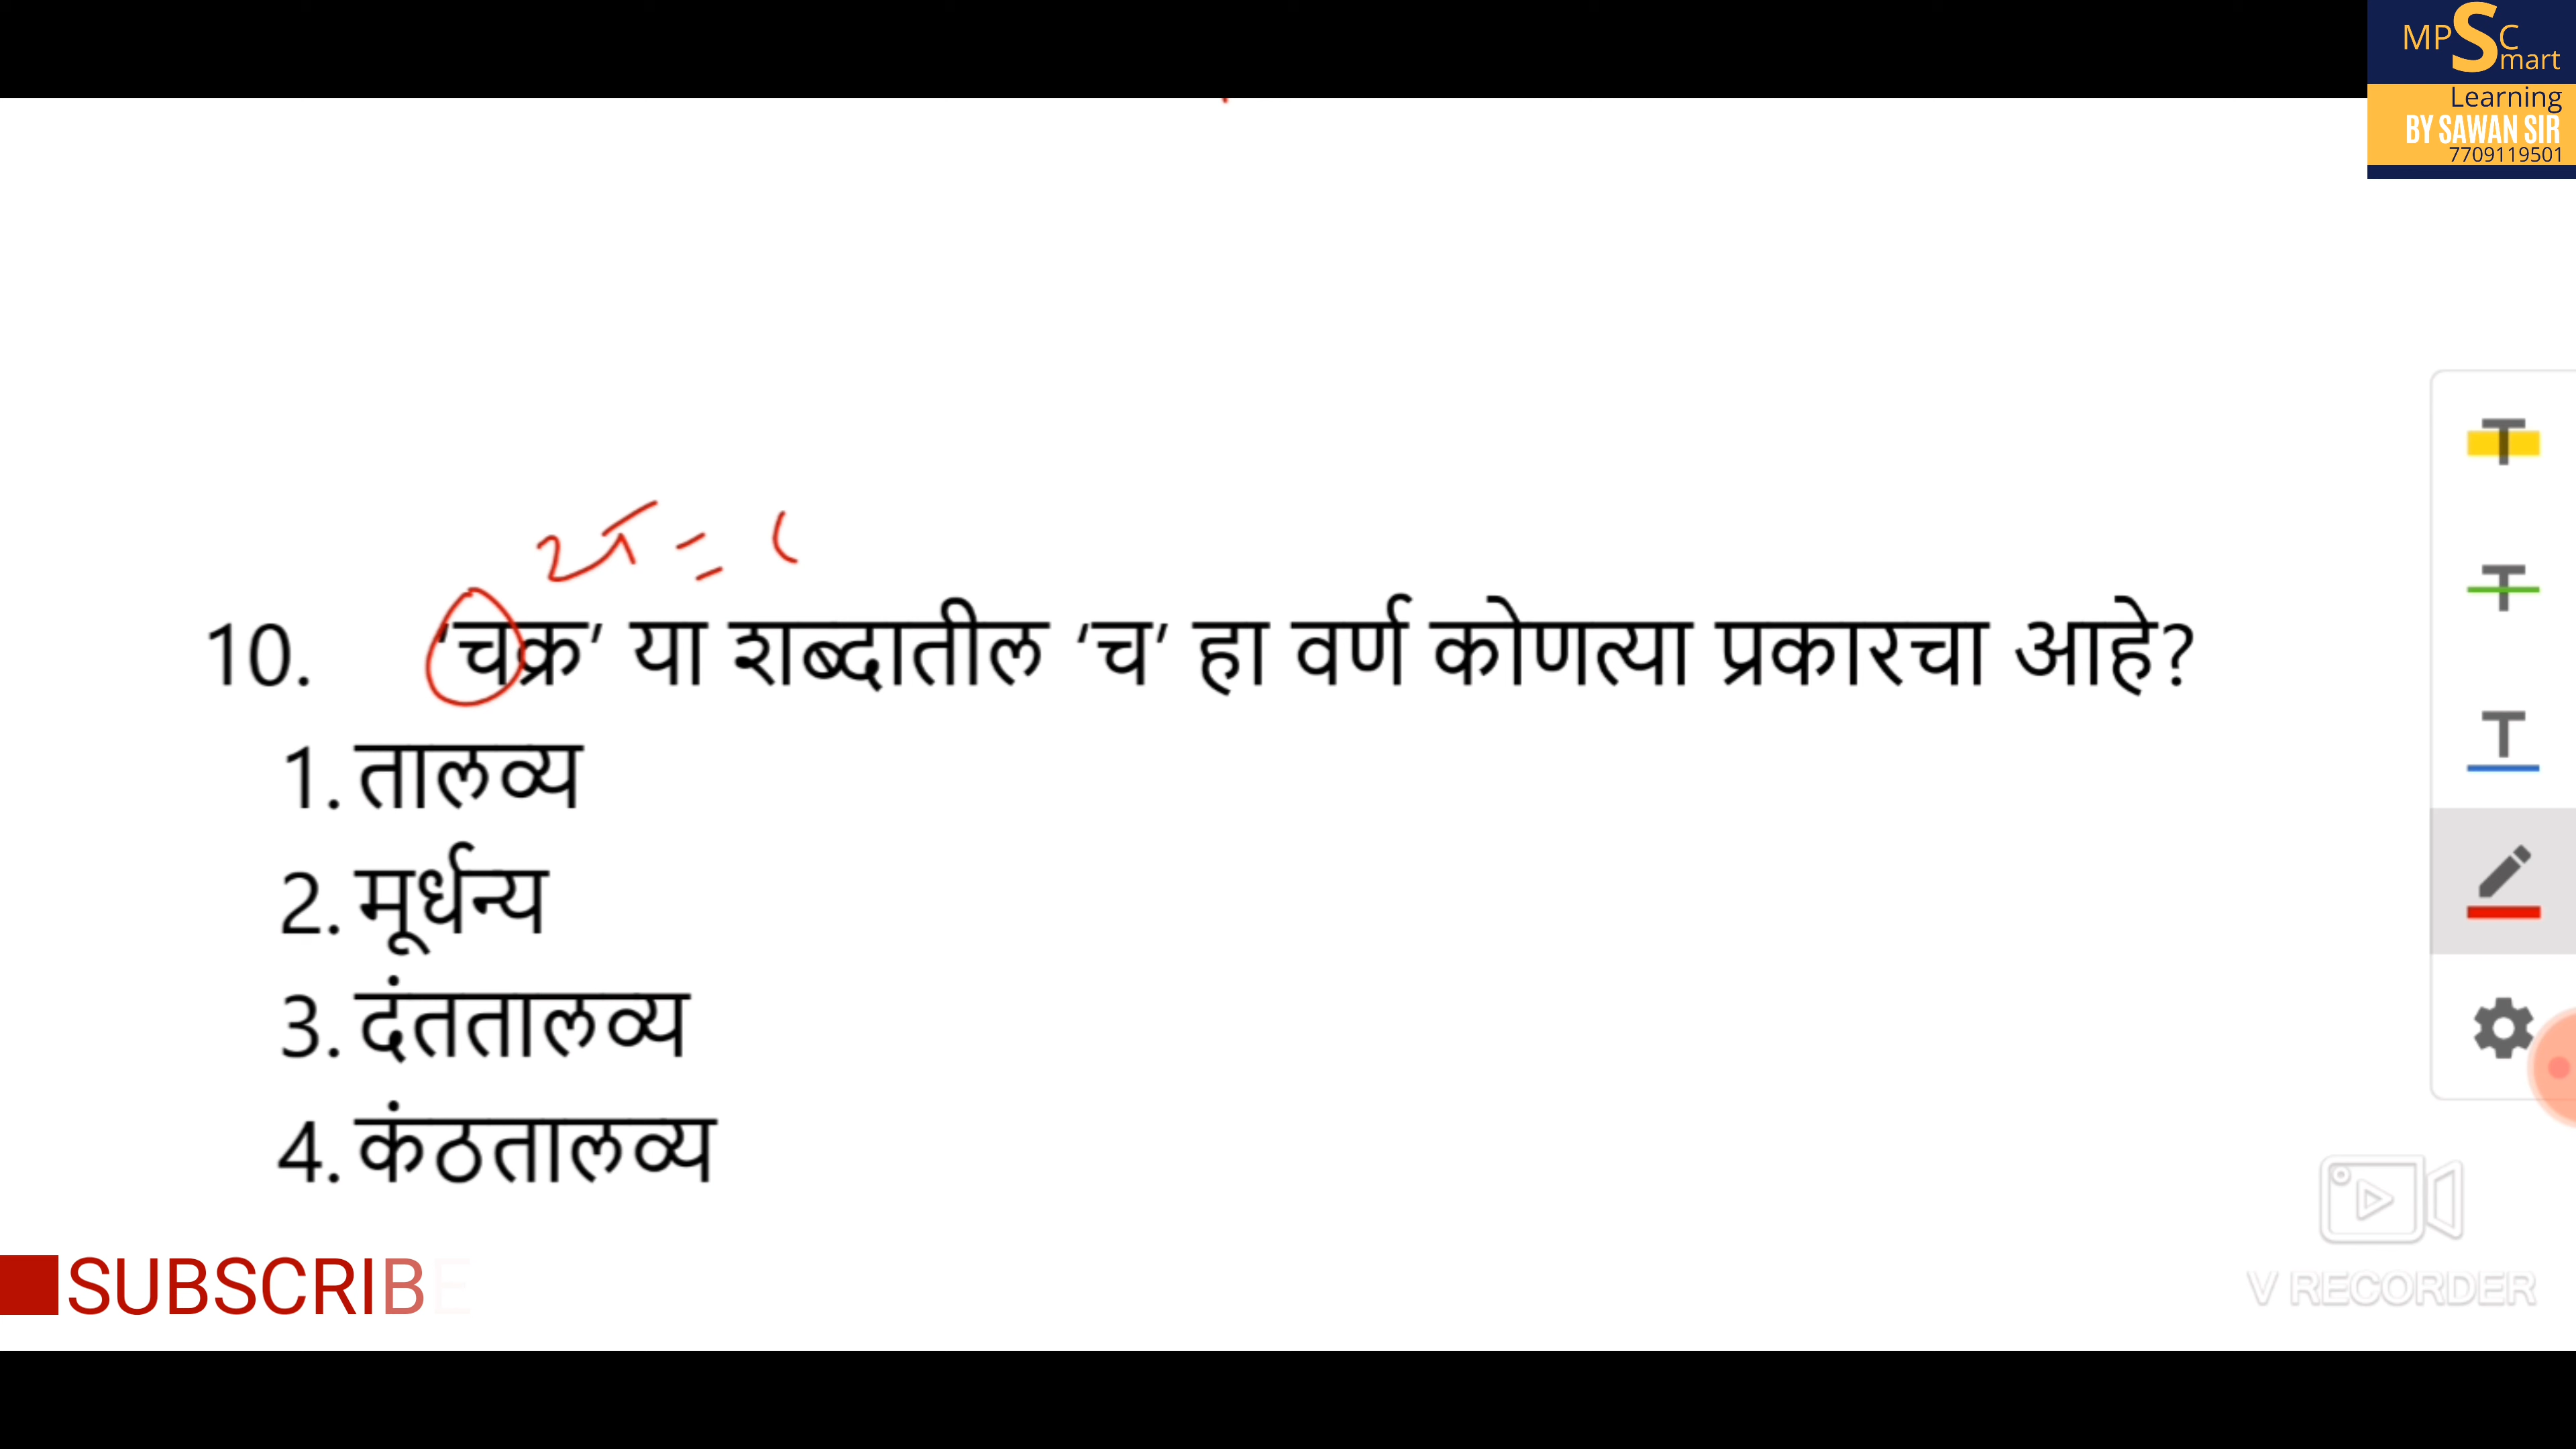 MPSC
Smart
Learning
BY SAWAN SIR
7709119501
10. 'चक्र' या शब्दातील 'च' हा वर्ण कोणत्या प्रकारचा आहे?
1. तालव्य
2. मूर्धन्य
3. दंततालव्य
4. कंठतालव्य
SUBSCRIBE
V RECORDER